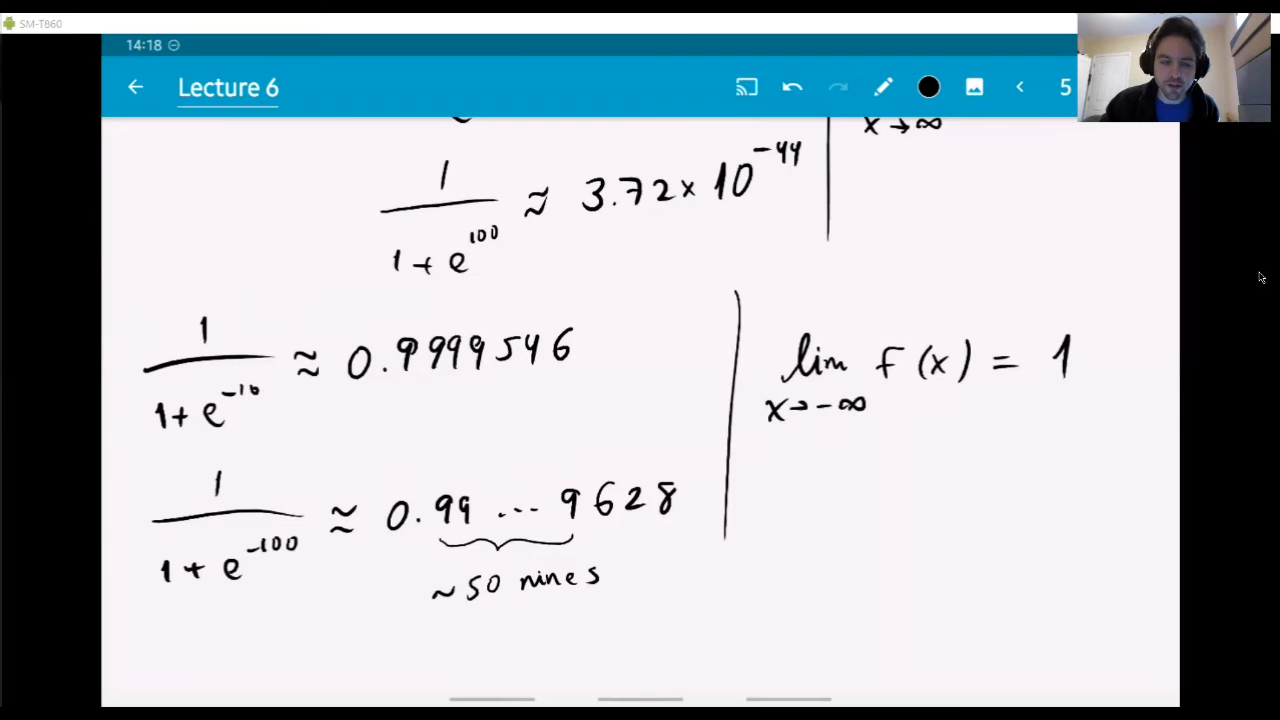 SM-T860
14:18
Lecture 6
5
x → ∞
1 / (1 + e^100) ≈ 3.72 × 10^-44
1 / (1 + e^-10) ≈ 0.9999546
lim f(x) = 1
x → -∞
1 / (1 + e^-100) ≈ 0.99 ... 9628
~ 50 nines